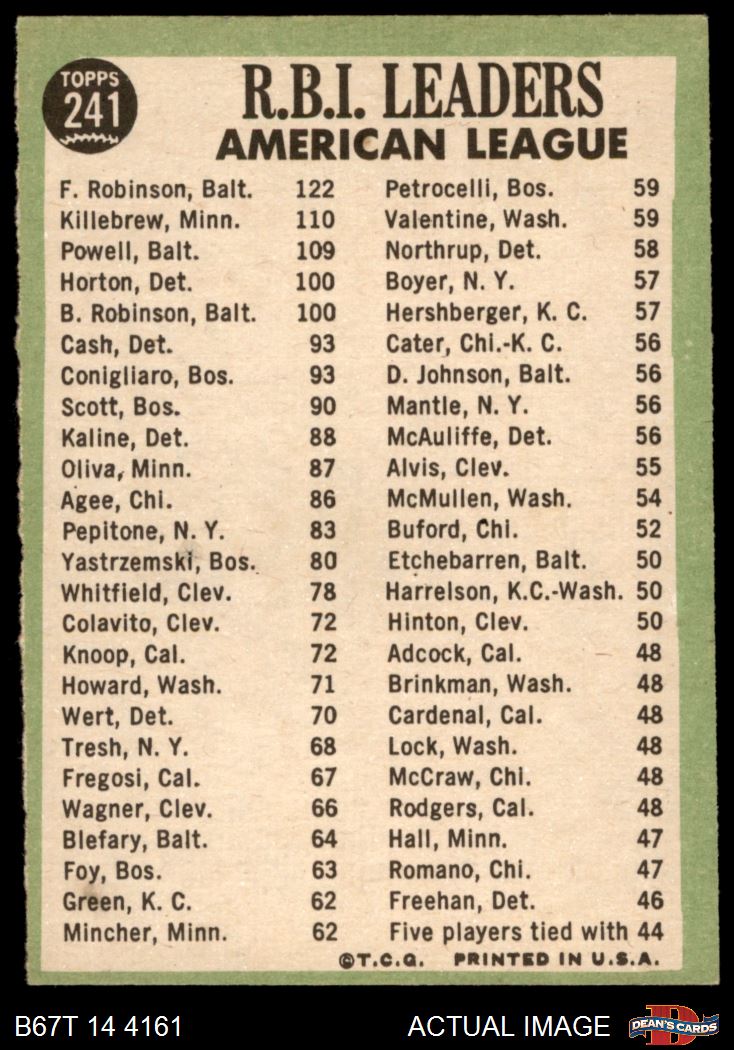 TOPPS
241
R.B.I. LEADERS
AMERICAN LEAGUE
F. Robinson, Balt. 122
Killebrew, Minn. 110
Powell, Balt. 109
Horton, Det. 100
B. Robinson, Balt. 100
Cash, Det. 93
Conigliaro, Bos. 93
Scott, Bos. 90
Kaline, Det. 88
Oliva, Minn. 87
Agee, Chi. 86
Pepitone, N. Y. 83
Yastrzemski, Bos. 80
Whitfield, Clev. 78
Colavito, Clev. 72
Knoop, Cal. 72
Howard, Wash. 71
Wert, Det. 70
Tresh, N. Y. 68
Fregosi, Cal. 67
Wagner, Clev. 66
Blefary, Balt. 64
Foy, Bos. 63
Green, K. C. 62
Mincher, Minn. 62
Petrocelli, Bos. 59
Valentine, Wash. 59
Northrup, Det. 58
Boyer, N. Y. 57
Hershberger, K. C. 57
Cater, Chi.-K. C. 56
D. Johnson, Balt. 56
Mantle, N. Y. 56
McAuliffe, Det. 56
Alvis, Clev. 55
McMullen, Wash. 54
Buford, Chi. 52
Etchebarren, Balt. 50
Harrelson, K.C.-Wash. 50
Hinton, Clev. 50
Adcock, Cal. 48
Brinkman, Wash. 48
Cardenal, Cal. 48
Lock, Wash. 48
McCraw, Chi. 48
Rodgers, Cal. 48
Hall, Minn. 47
Romano, Chi. 47
Freehan, Det. 46
Five players tied with 44
©T.C.G. PRINTED IN U.S.A.
B67T 14 4161 ACTUAL IMAGE
D
DEAN'S CARDS